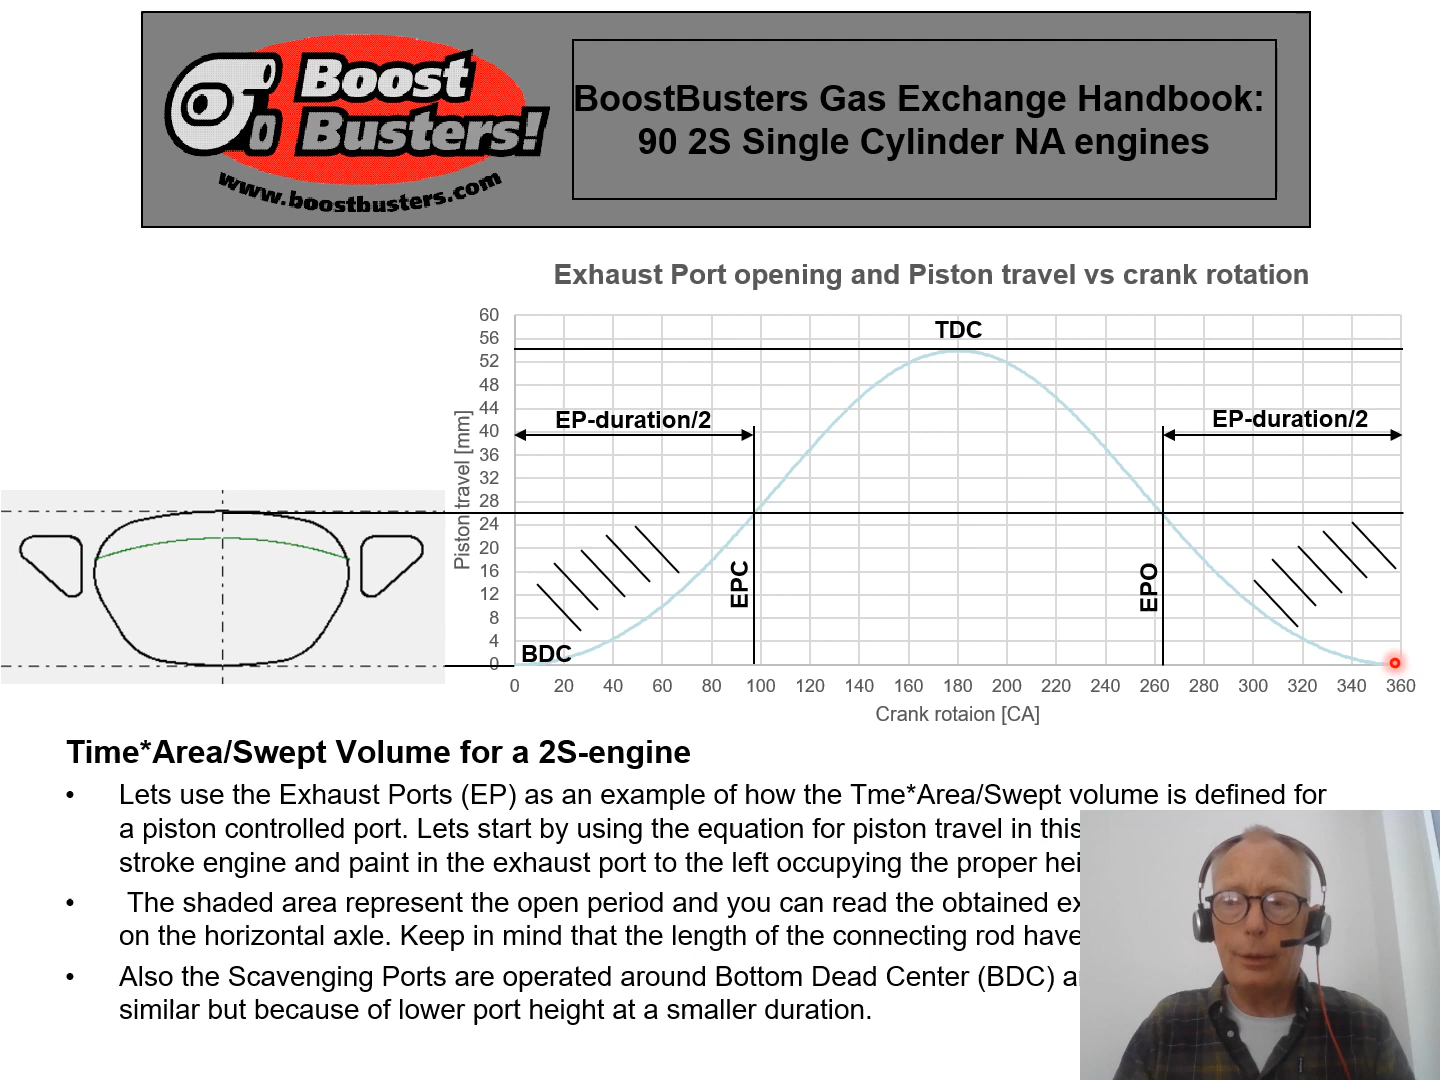 Boost
Busters!
www.boostbusters.com
BoostBusters Gas Exchange Handbook:
90 2S Single Cylinder NA engines
Exhaust Port opening and Piston travel vs crank rotation
60
56
52
48
44
40
36
32
28
24
20
16
12
8
4
0
Piston travel [mm]
TDC
EP-duration/2
EP-duration/2
EPC
EPO
BDC
0 20 40 60 80 100 120 140 160 180 200 220 240 260 280 300 320 340 360
Crank rotaion [CA]
Time*Area/Swept Volume for a 2S-engine
• Lets use the Exhaust Ports (EP) as an example of how the Tme*Area/Swept volume is defined for
a piston controlled port. Lets start by using the equation for piston travel in this
stroke engine and paint in the exhaust port to the left occupying the proper
• The shaded area represent the open period and you can read the obtained
on the horizontal axle. Keep in mind that the length of the connecting rod have
• Also the Scavenging Ports are operated around Bottom Dead Center (BDC)
similar but because of lower port height at a smaller duration.